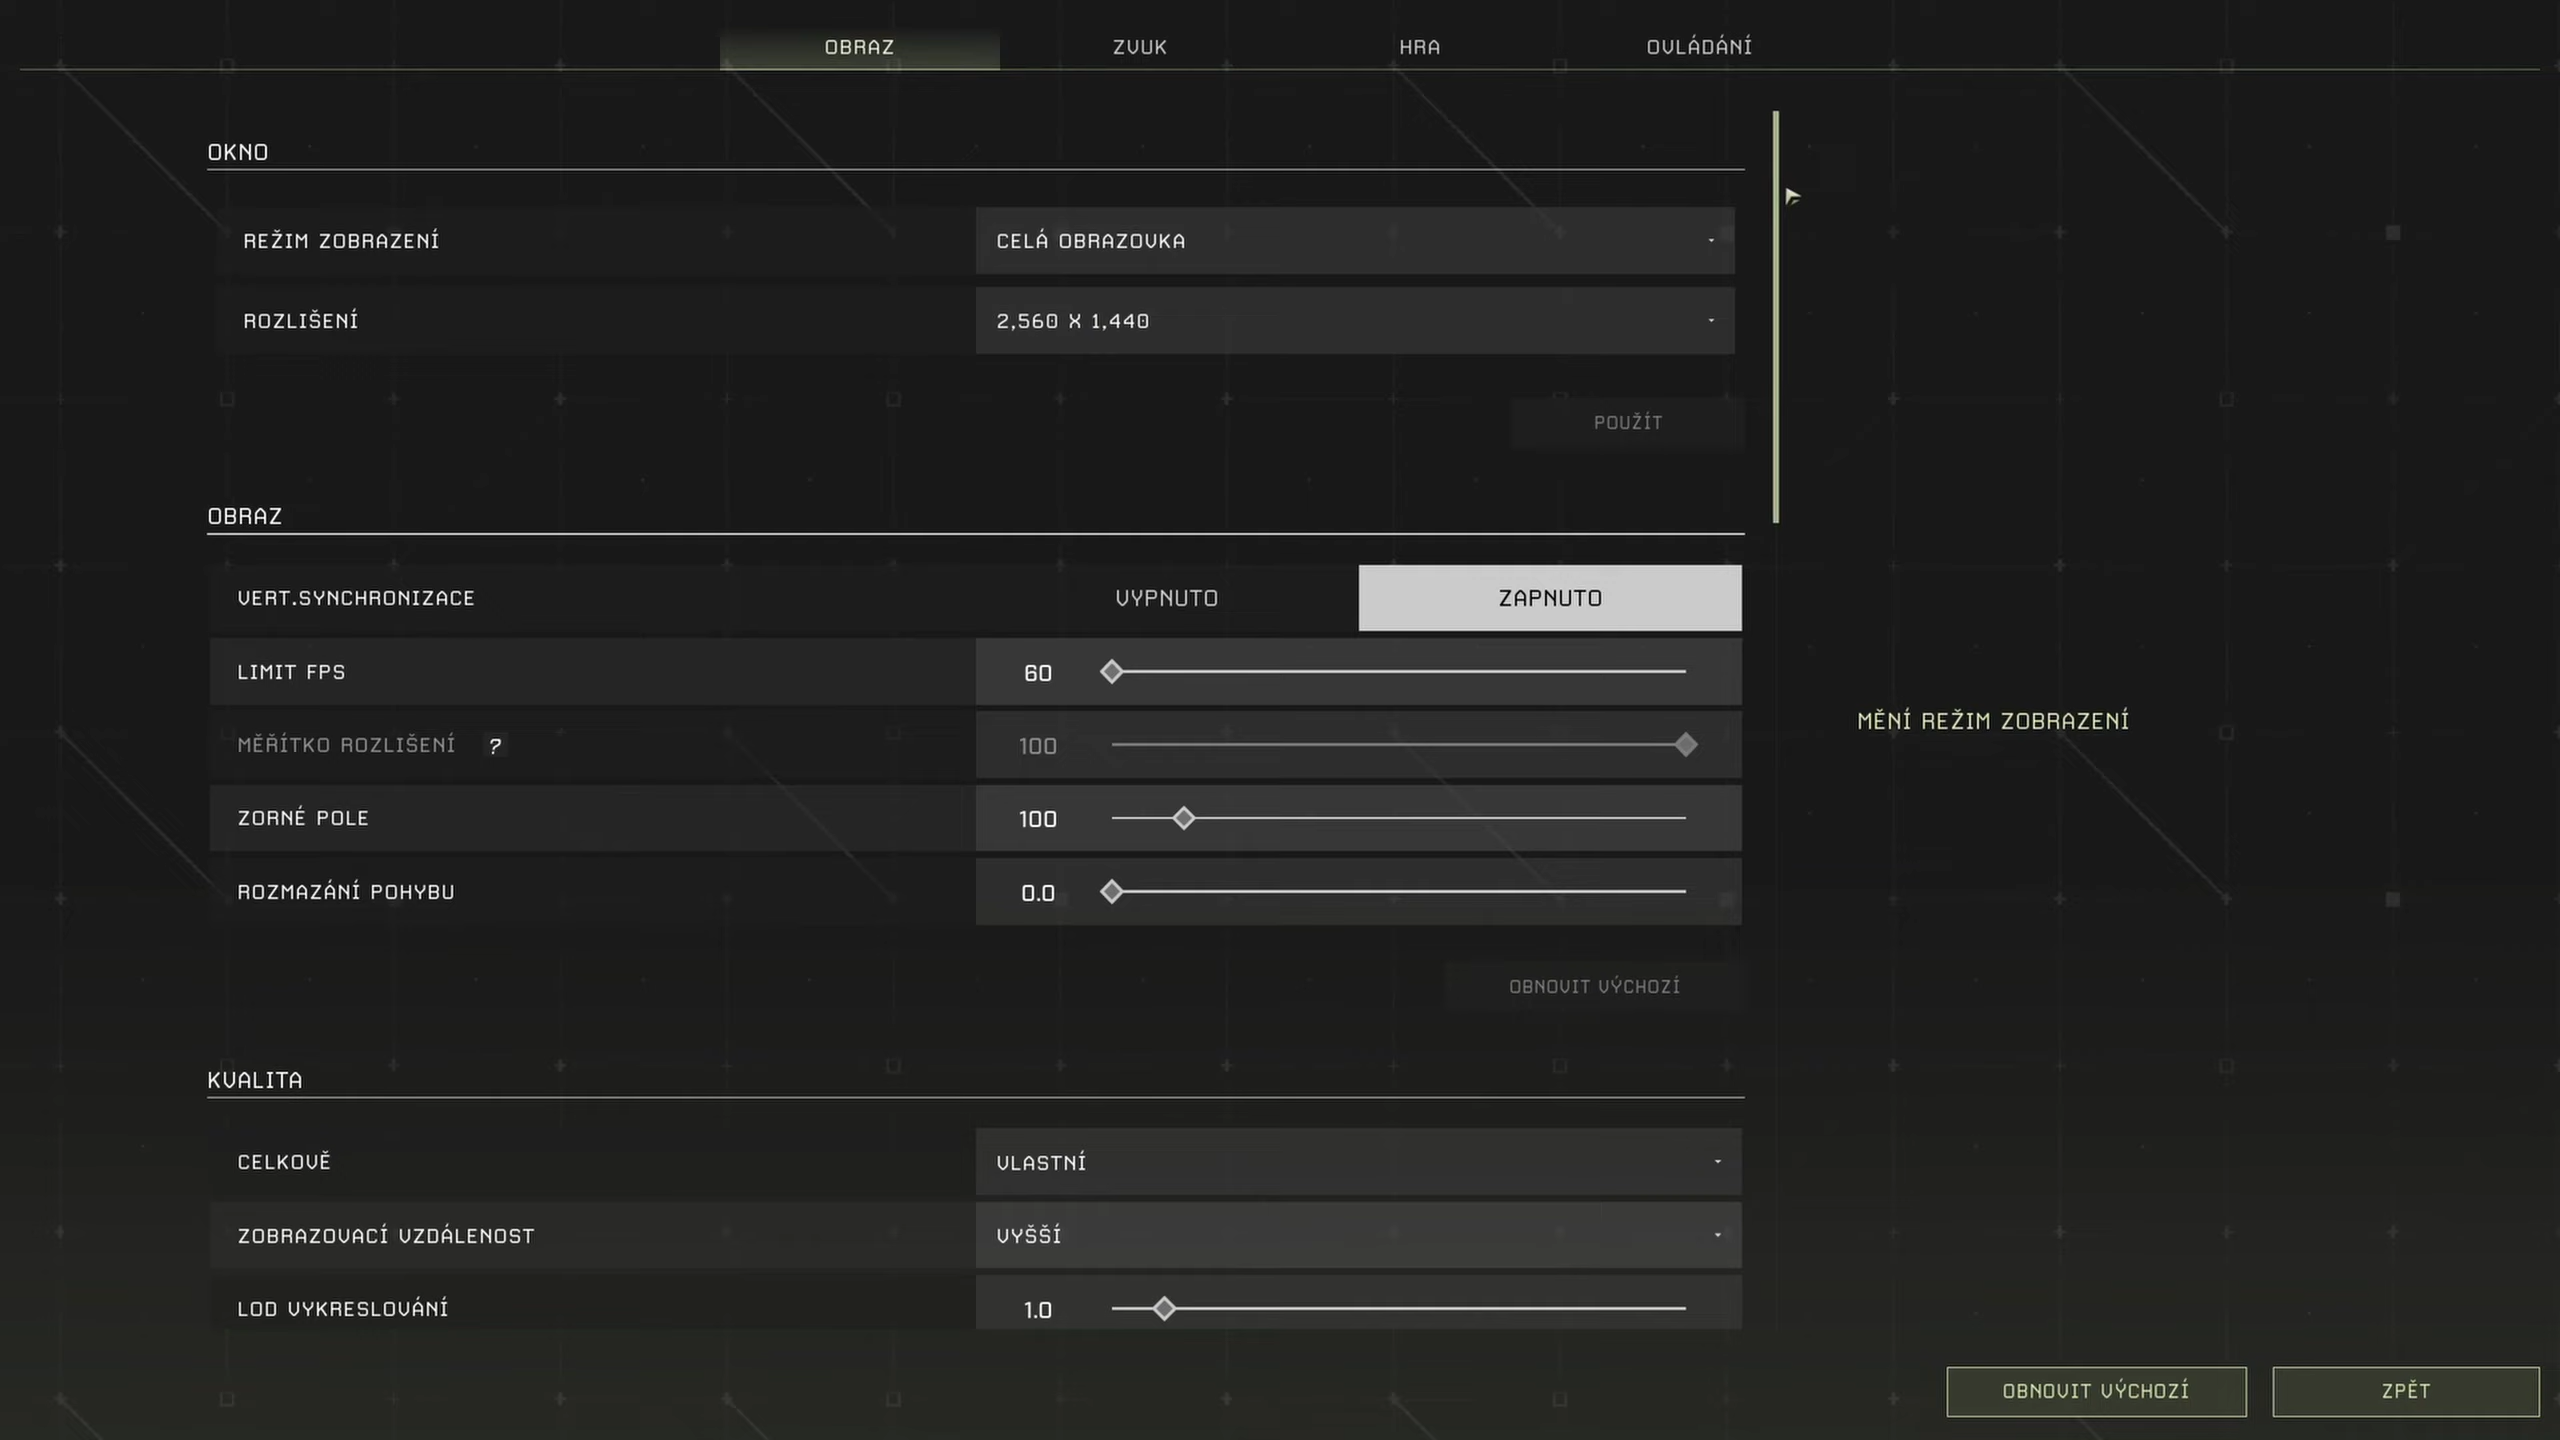 OBRAZ
ZVUK
HRA
OVLÁDÁNÍ
OKNO
REŽIM ZOBRAZENÍ
CELÁ OBRAZOVKA
ROZLIŠENÍ
2,560 X 1,440
POUŽÍT
OBRAZ
VERT.SYNCHRONIZACE
VYPNUTO
ZAPNUTO
LIMIT FPS
60
MĚŘÍTKO ROZLIŠENÍ ?
100
MĚNÍ REŽIM ZOBRAZENÍ
ZORNÉ POLE
100
ROZMAZÁNÍ POHYBU
0.0
OBNOVIT VÝCHOZÍ
KVALITA
CELKOVĚ
VLASTNÍ
ZOBRAZOVACÍ VZDÁLENOST
VYŠŠÍ
LOD VYKRESLOVÁNÍ
1.0
OBNOVIT VÝCHOZÍ
ZPĚT